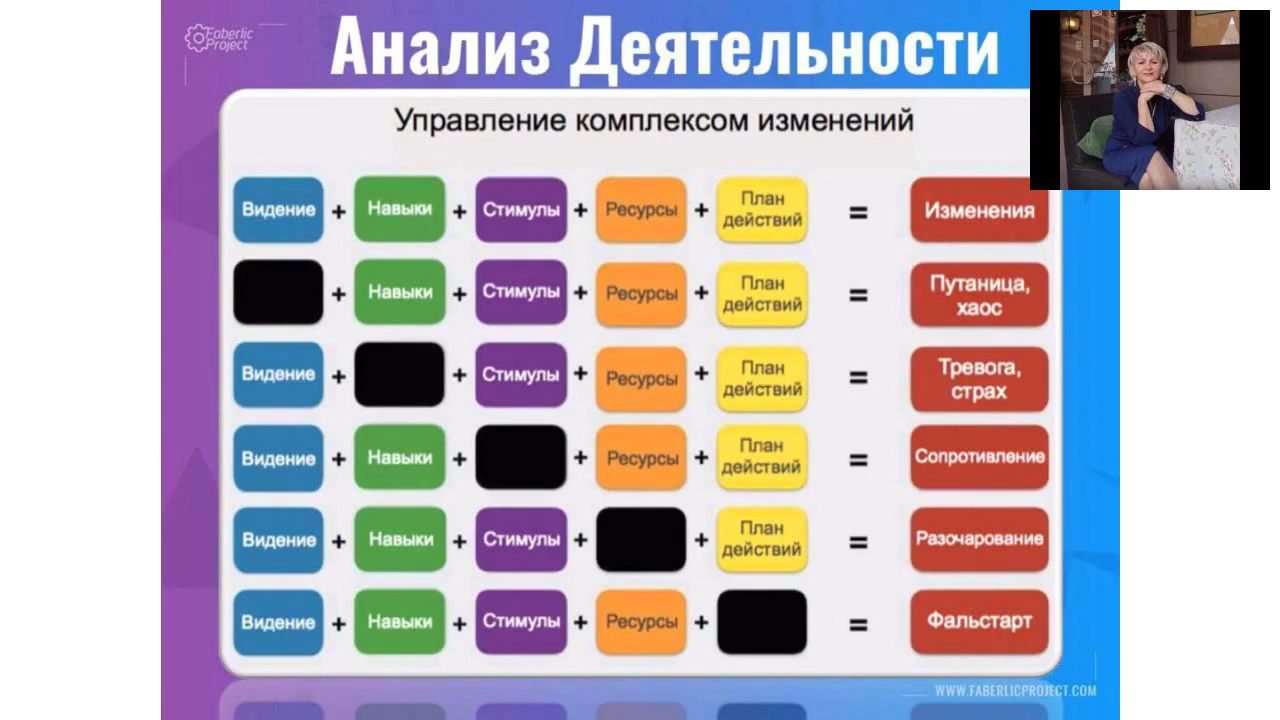 Faberlic
Project
Анализ Деятельности
Управление комплексом изменений
Видение + Навыки + Стимулы + Ресурсы + План действий = Изменения
+ Навыки + Стимулы + Ресурсы + План действий = Путаница, хаос
Видение + + Стимулы + Ресурсы + План действий = Тревога, страх
Видение + Навыки + + Ресурсы + План действий = Сопротивление
Видение + Навыки + Стимулы + + План действий = Разочарование
Видение + Навыки + Стимулы + Ресурсы + = Фальстарт
WWW.FABERLICPROJECT.COM